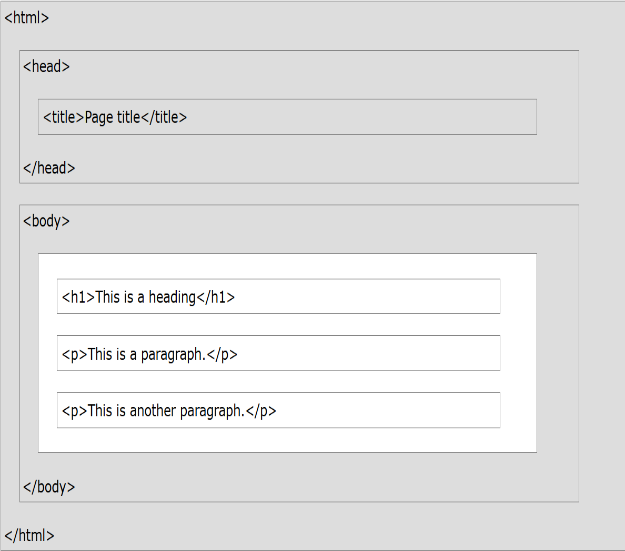 <html>
<head>
<title>Page title</title>
</head>
<body>
<h1>This is a heading</h1>
<p>This is a paragraph.</p>
<p>This is another paragraph.</p>
</body>
</html>